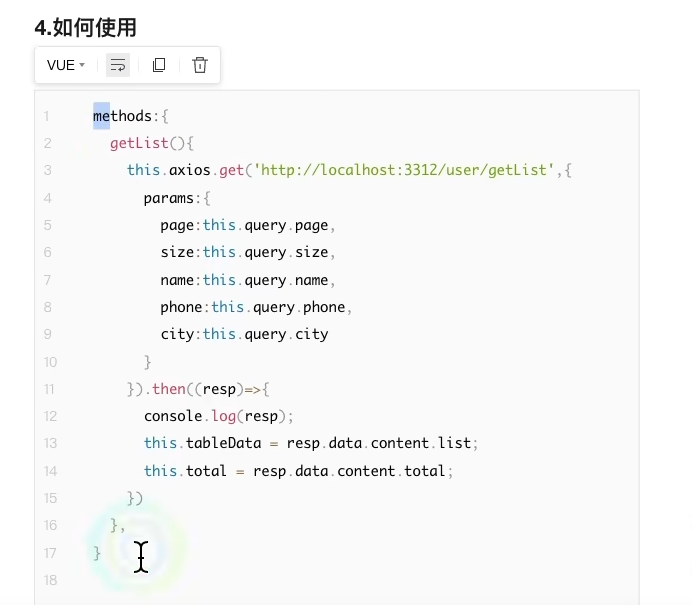 4.如何使用
VUE
1 methods:{
2 getList(){
3 this.axios.get('http://localhost:3312/user/getList',{
4 params:{
5 page:this.query.page,
6 size:this.query.size,
7 name:this.query.name,
8 phone:this.query.phone,
9 city:this.query.city
10 }
11 }).then((resp)=>{
12 console.log(resp);
13 this.tableData = resp.data.content.list;
14 this.total = resp.data.content.total;
15 })
16 },
17 }
18